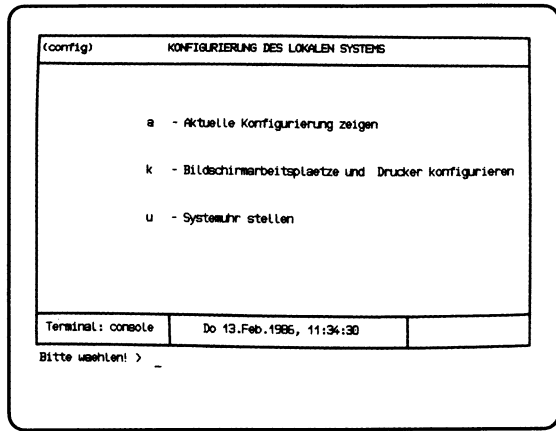 (config) KONFIGURIERUNG DES LOKALEN SYSTEMS
a - Aktuelle Konfigurierung zeigen
k - Bildschirmarbeitsplaetze und Drucker konfigurieren
u - Systemuhr stellen
Terminal: console Do 13.Feb.1986, 11:34:30
Bitte waehlen! > _